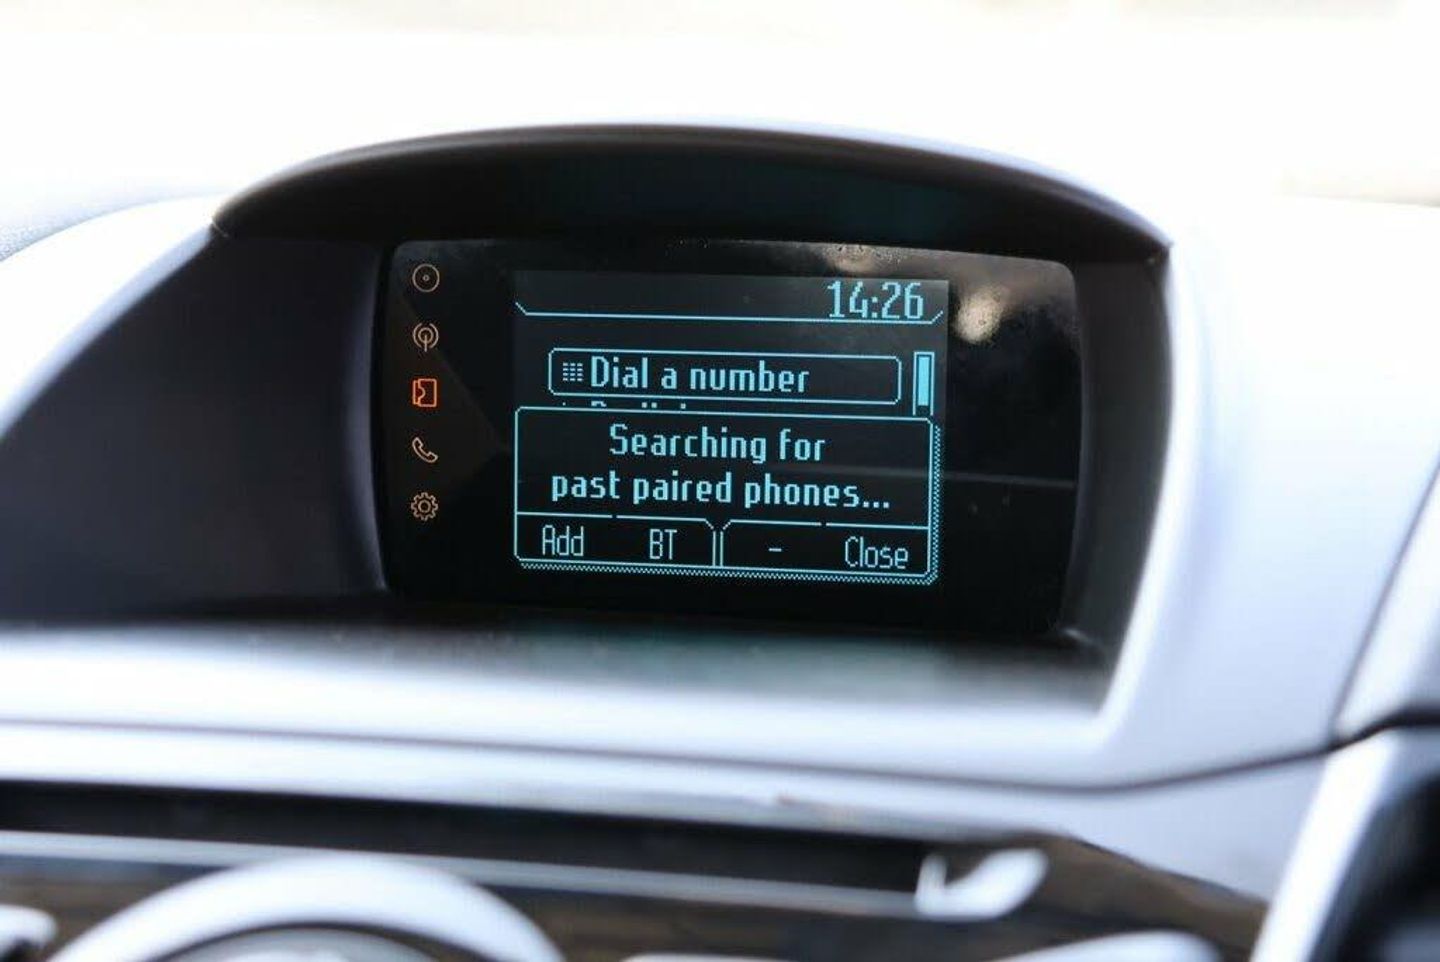 14:26
Dial a number
Searching for
past paired phones...
Add BT - Close